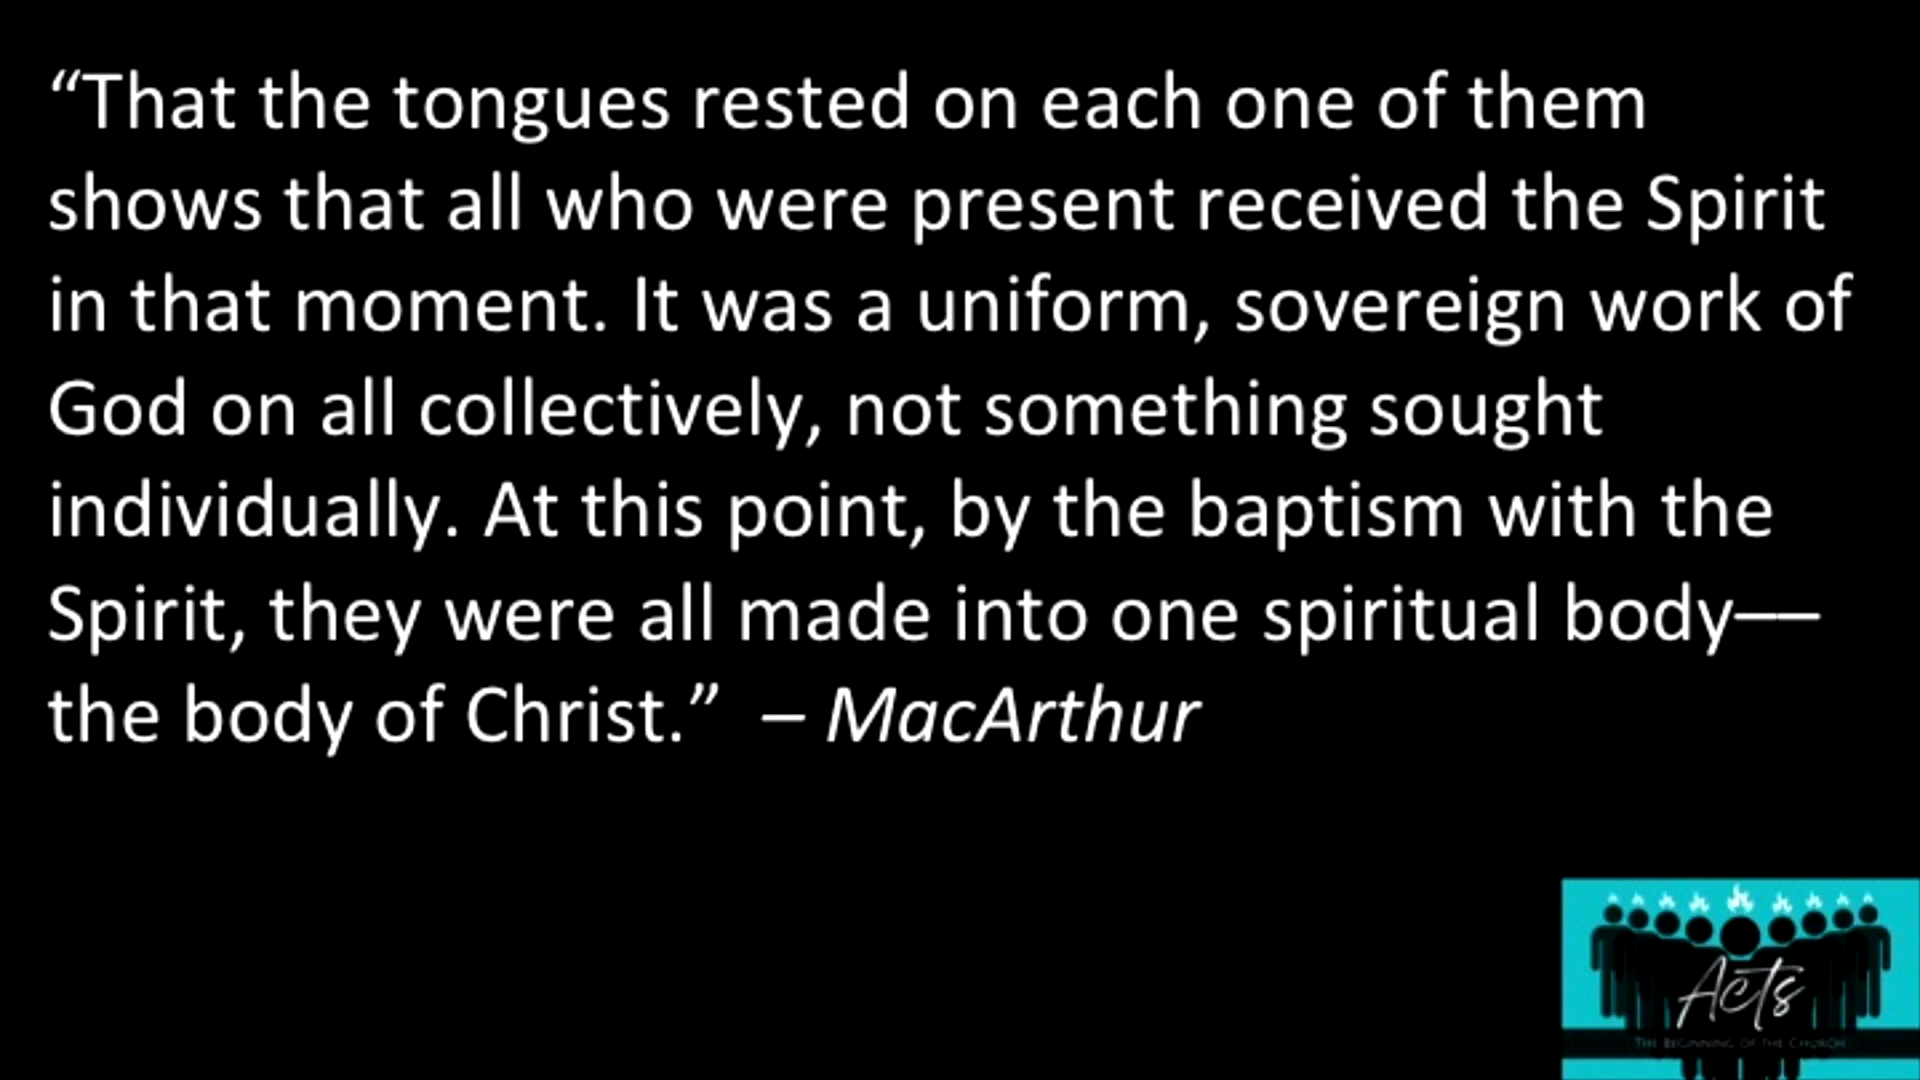 “That the tongues rested on each one of them
shows that all who were present received the Spirit
in that moment. It was a uniform, sovereign work of
God on all collectively, not something sought
individually. At this point, by the baptism with the
Spirit, they were all made into one spiritual body—–
the body of Christ.”  – MacArthur
Acts
THE BEGINNING OF THE CHURCH